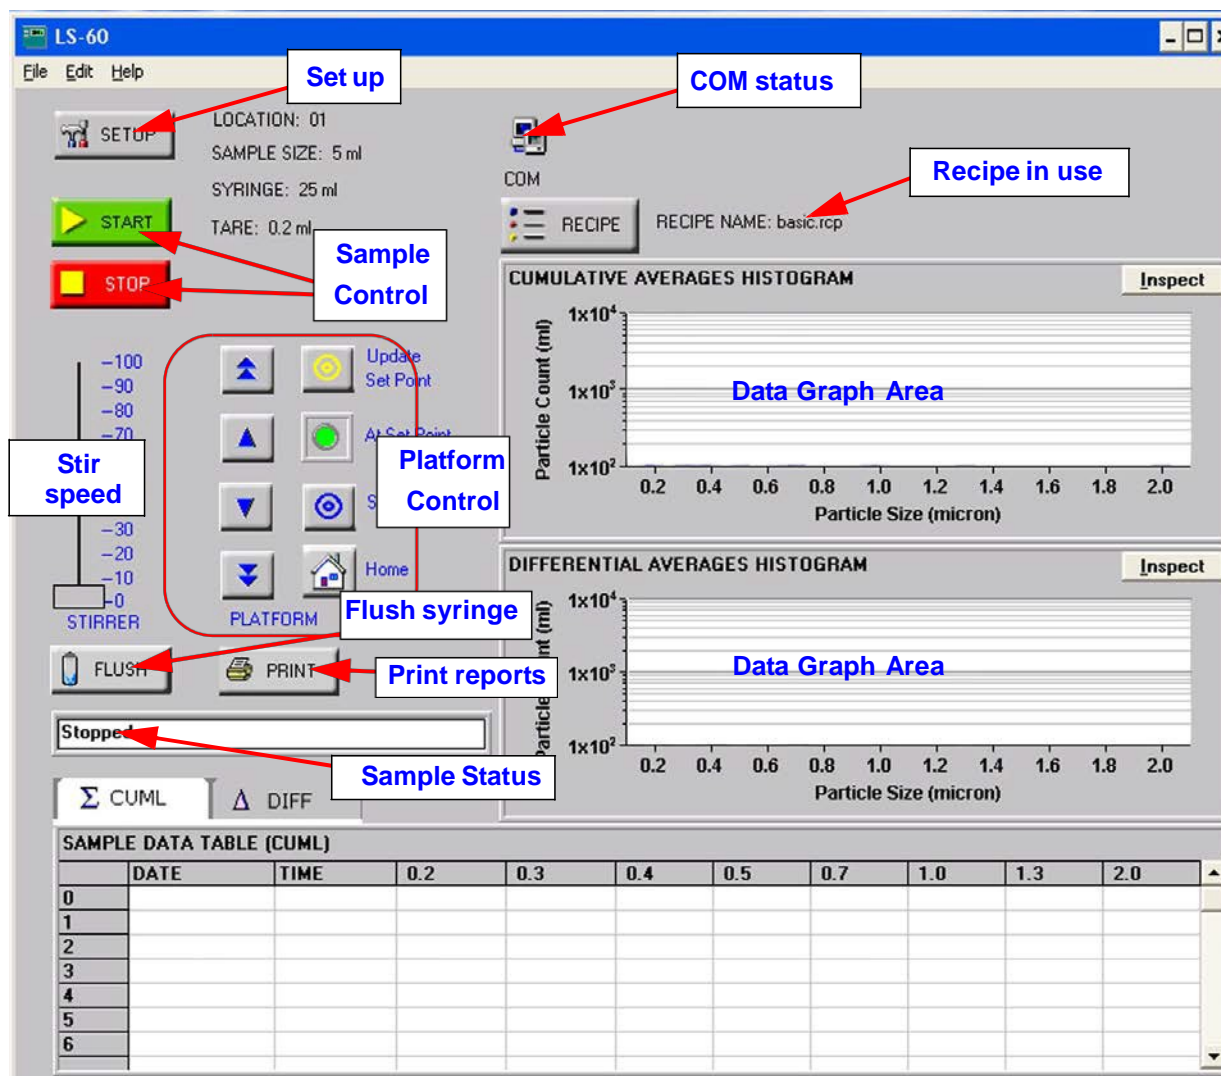 LS-60
File Edit Help
Set up
COM status
SETUP
LOCATION: 01
SAMPLE SIZE: 5 ml
SYRINGE: 25 ml
TARE: 0.2 ml
COM
Recipe in use
START
RECIPE
RECIPE NAME: basic.rcp
STOP
Sample
Control
CUMULATIVE AVERAGES HISTOGRAM
Inspect
1x10⁴
1x10³
1x10²
Particle Count (ml)
Data Graph Area
0.2 0.4 0.6 0.8 1.0 1.2 1.4 1.6 1.8 2.0
Particle Size (micron)
100
90
80
70
30
20
10
0
Stir
speed
STIRRER
Update
Set Point
At Set Point
Platform
Control
Home
PLATFORM
DIFFERENTIAL AVERAGES HISTOGRAM
Inspect
1x10⁴
1x10³
1x10²
Data Graph Area
0.2 0.4 0.6 0.8 1.0 1.2 1.4 1.6 1.8 2.0
Particle Size (micron)
Flush syringe
FLUSH
PRINT
Print reports
Stopped
Sample Status
Σ CUML
Δ DIFF
SAMPLE DATA TABLE (CUML)
DATE TIME 0.2 0.3 0.4 0.5 0.7 1.0 1.3 2.0
0
1
2
3
4
5
6